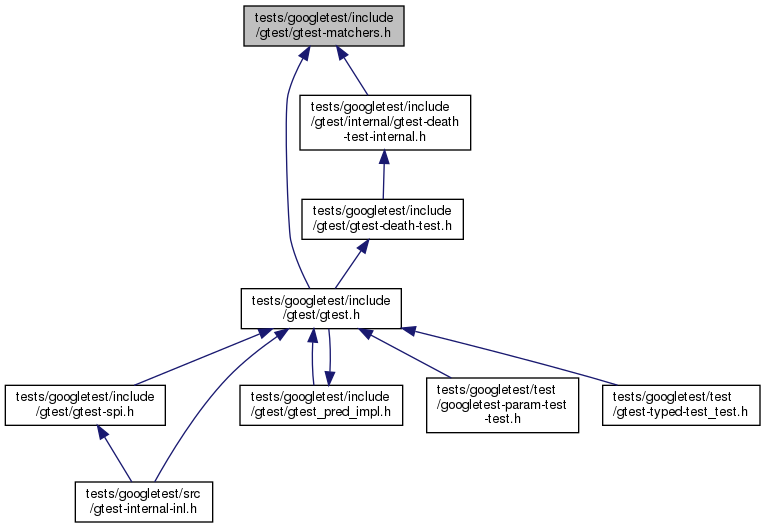 tests/googletest/include
/gtest/gtest-matchers.h
tests/googletest/include
/gtest/internal/gtest-death
-test-internal.h
tests/googletest/include
/gtest/gtest-death-test.h
tests/googletest/include
/gtest/gtest.h
tests/googletest/include
/gtest/gtest-spi.h
tests/googletest/include
/gtest/gtest_pred_impl.h
tests/googletest/test
/googletest-param-test
-test.h
tests/googletest/test
/gtest-typed-test_test.h
tests/googletest/src
/gtest-internal-inl.h